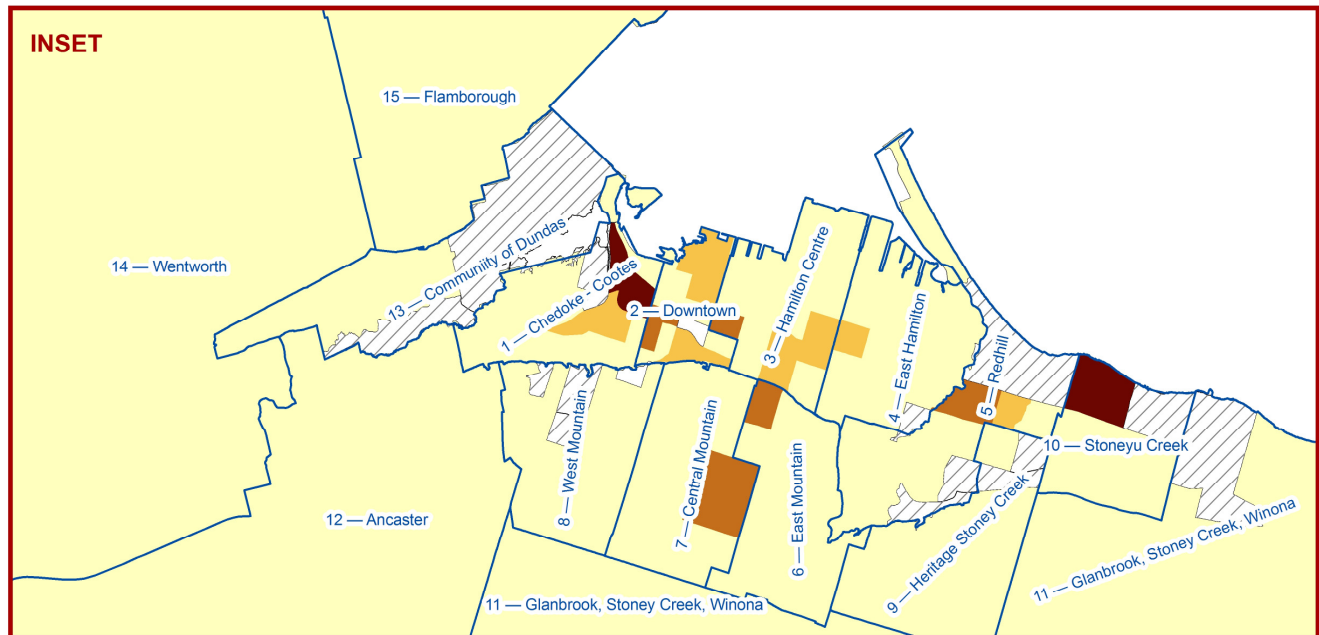 INSET
15 — Flamborough
14 — Wentworth
13 — Communiity of Dundas
1 — Chedoke - Cootes
2 — Downtown
3 — Hamilton Centre
4 — East Hamilton
5 — Redhill
10 — Stoneyu Creek
8 — West Mountain
7 — Central Mountain
6 — East Mountain
12 — Ancaster
9 — Heritage Stoney Creek
11 — Glanbrook, Stoney Creek, Winona
11 — Glanbrook, Stoney Creek, Winona